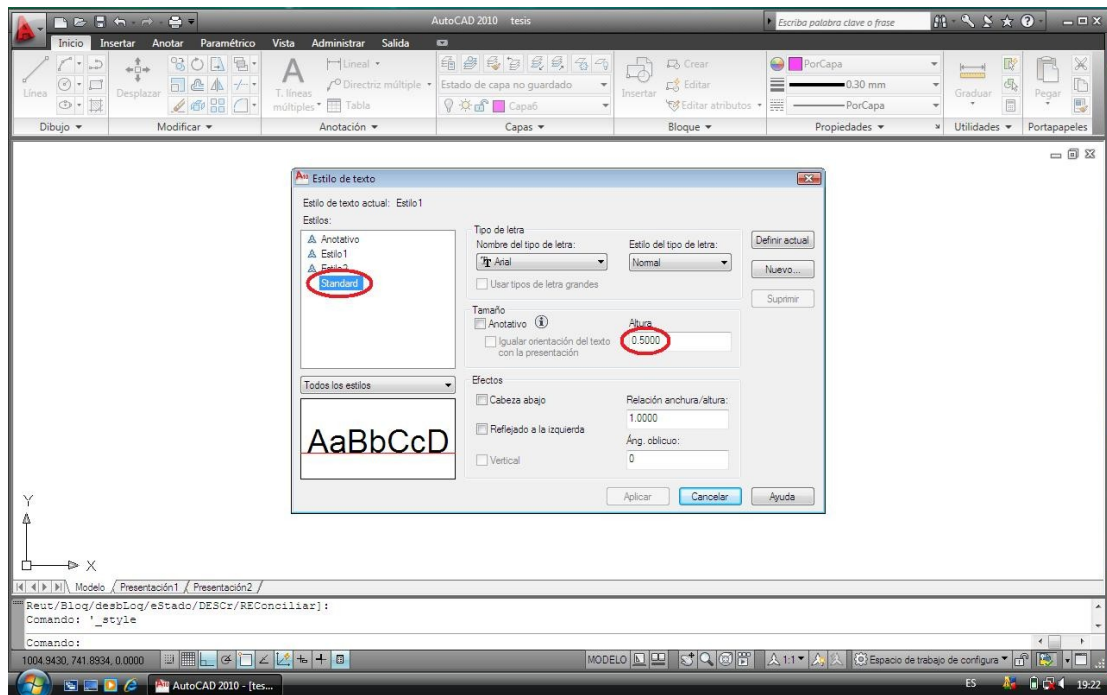 AutoCAD 2010 tesis
Escriba palabra clave o frase
Inicio Insertar Anotar Paramétrico Vista Administrar Salida
Línea
Desplazar
A
T. líneas
múltiples
Lineal
Directriz múltiple
Tabla
Estado de capa no guardado
Capa6
Insertar
Crear
Editar
Editar atributos
PorCapa
0.30 mm
PorCapa
Graduar
Pegar
Dibujo Modificar Anotación Capas Bloque Propiedades Utilidades Portapapeles
Estilo de texto
Estilo de texto actual: Estilo1
Estilos:
Anotativo
Estilo1
Estilo2
Standard
Todos los estilos
AaBbCcD
Tipo de letra
Nombre del tipo de letra:
Arial
Usar tipos de letra grandes
Estilo del tipo de letra:
Normal
Tamaño
Anotativo
Igualar orientación del texto
con la presentación
Altura
0.5000
Efectos
Cabeza abajo
Reflejado a la izquierda
Vertical
Relación anchura/altura:
1.0000
Áng. oblicuo:
0
Definir actual
Nuevo...
Suprimir
Aplicar Cancelar Ayuda
Y
X
Modelo Presentación1 Presentación2
Reut/Bloq/desbLoq/eStado/DESCr/REConciliar]:
Comando: '_style
Comando:
1004.9430, 741.8934, 0.0000
MODELO
A 1:1
Espacio de trabajo de configura
AutoCAD 2010 - [tes...
ES
19:22